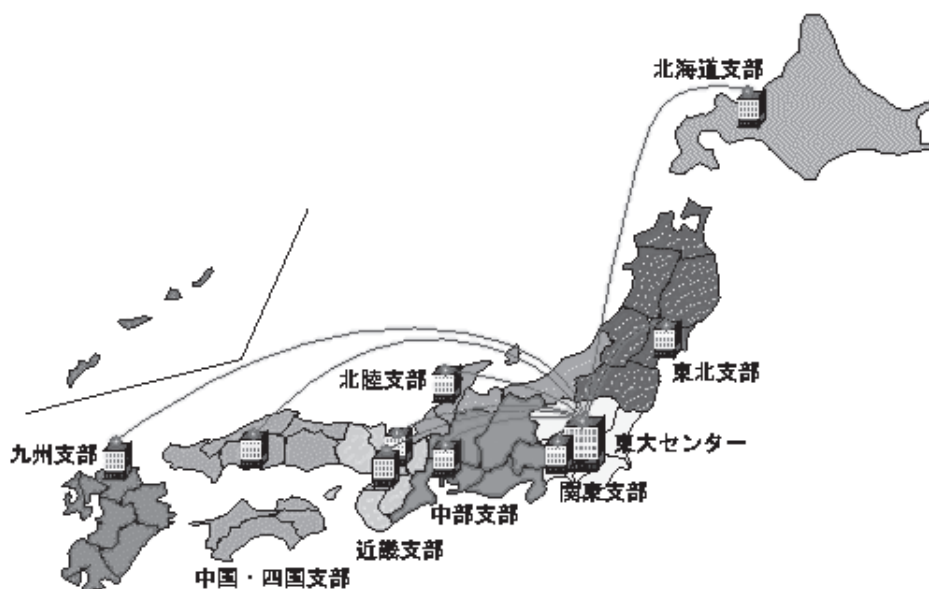 北海道支部
東北支部
北陸支部
東大センター
九州支部
関東支部
中部支部
近畿支部
中国・四国支部